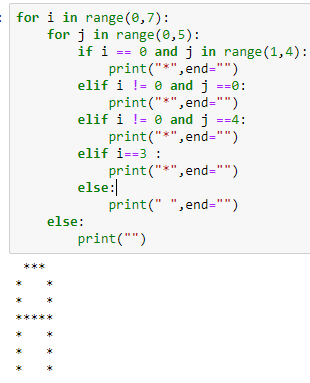 for i in range(0,7):
    for j in range(0,5):
        if i == 0 and j in range(1,4):
            print("*",end="")
        elif i != 0 and j ==0:
            print("*",end="")
        elif i != 0 and j ==4:
            print("*",end="")
        elif i==3 :
            print("*",end="")
        else:
            print(" ",end="")
    else:
        print("")
 ***
*   *
*   *
*****
*   *
*   *
*   *